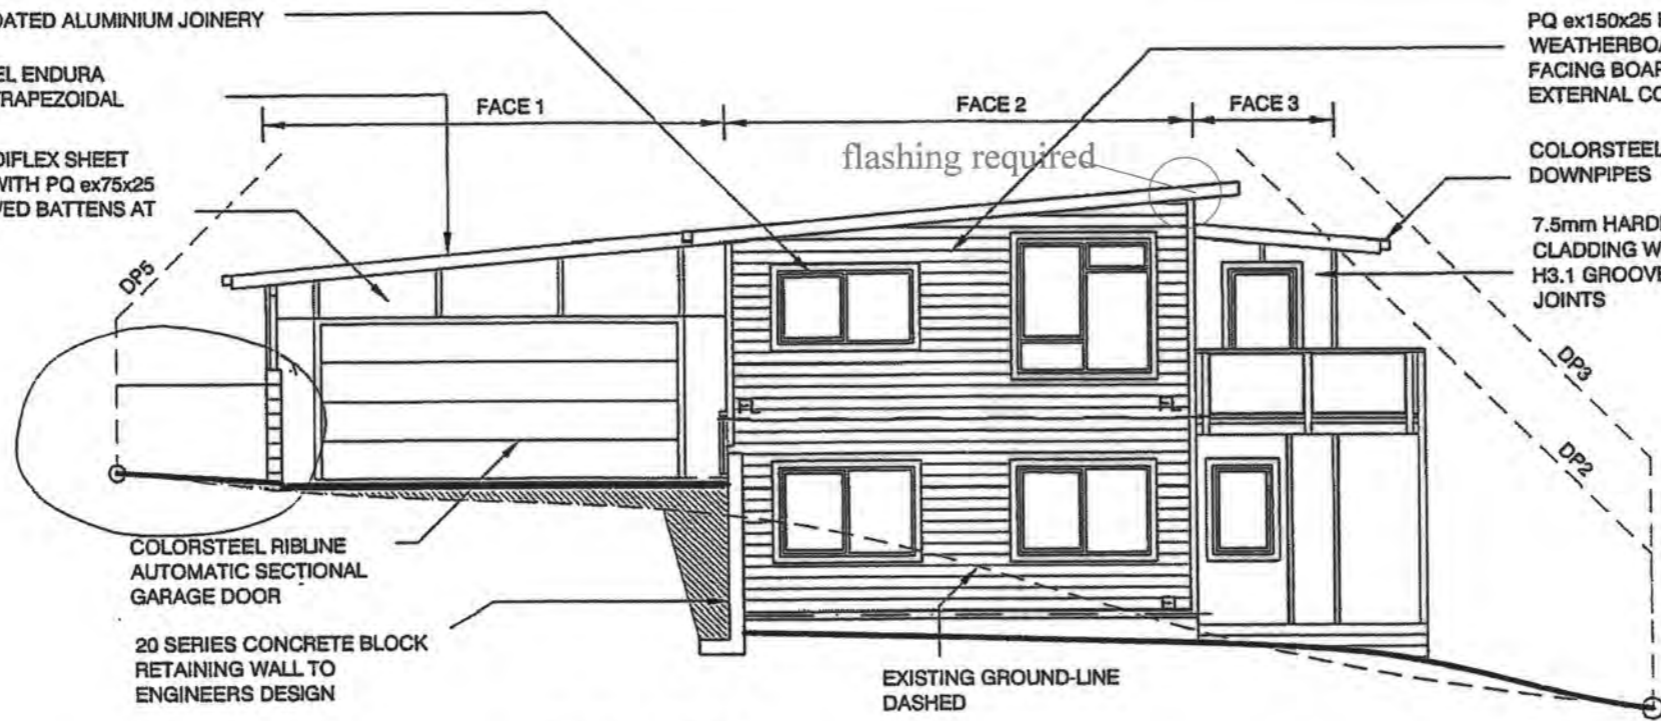 OATED ALUMINIUM JOINERY
EL ENDURA
TRAPEZOIDAL
DIFLEX SHEET
WITH PQ ex75x25
VED BATTENS AT
FACE 1
FACE 2
FACE 3
flashing required
PQ ex150x25
WEATHERBOA
FACING BOAR
EXTERNAL CO
COLORSTEEL
DOWNPIPES
7.5mm HARDI
CLADDING W
H3.1 GROOVE
JOINTS
DP5
DP3
DP2
FL
FL
FL
COLORSTEEL RIBLINE
AUTOMATIC SECTIONAL
GARAGE DOOR
20 SERIES CONCRETE BLOCK
RETAINING WALL TO
ENGINEERS DESIGN
EXISTING GROUND-LINE
DASHED